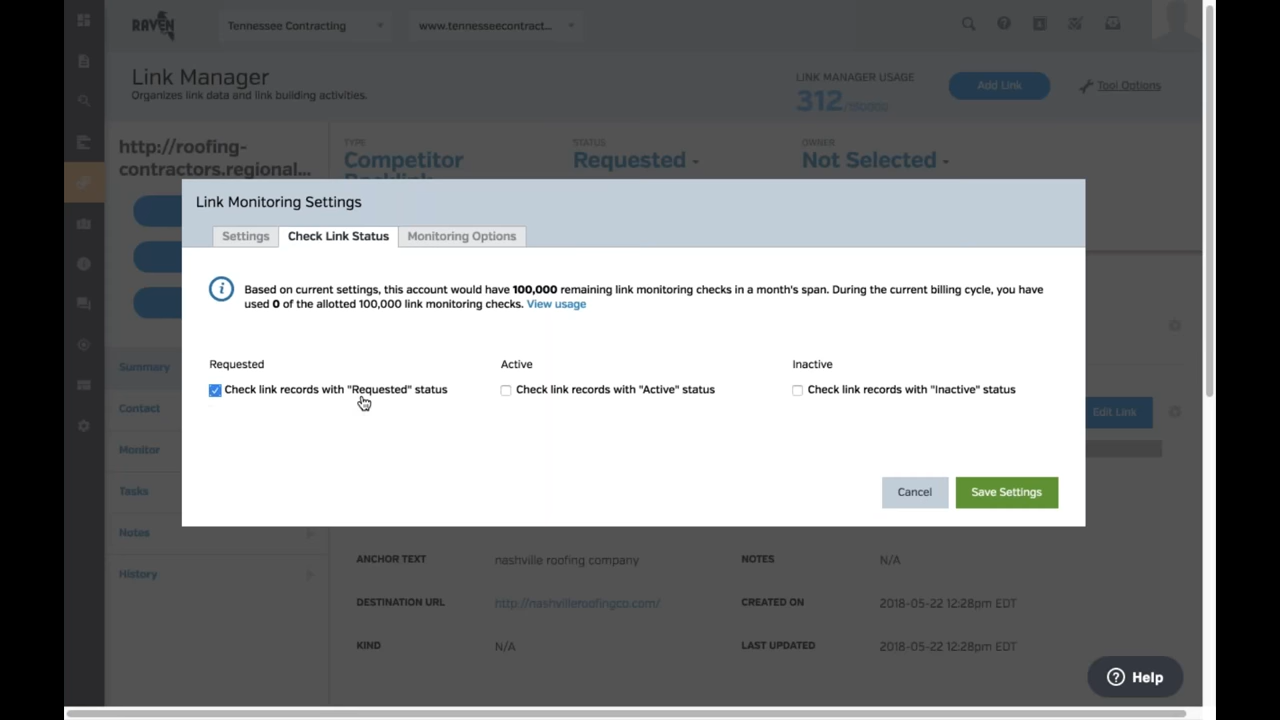 RAVEN
Tennessee Contracting
www.tennesseecontract...
Link Manager
Organizes link data and link building activities.
LINK MANAGER USAGE
312
Add Link
Tool Options
http://roofing-
contractors.regional...
TYPE
Competitor
Backlink
STATUS
Requested -
OWNER
Not Selected -
Link Monitoring Settings
Settings
Check Link Status
Monitoring Options
Based on current settings, this account would have 100,000 remaining link monitoring checks in a month's span. During the current billing cycle, you have
used 0 of the allotted 100,000 link monitoring checks. View usage
Requested
Active
Inactive
Check link records with "Requested" status
Check link records with "Active" status
Check link records with "Inactive" status
Cancel
Save Settings
Summary
Contact
Monitor
Tasks
Notes
History
Edit Link
ANCHOR TEXT
nashville roofing company
NOTES
N/A
DESTINATION URL
http://nashvilleroofingco.com/
CREATED ON
2018-05-22 12:28pm EDT
KIND
N/A
LAST UPDATED
2018-05-22 12:28pm EDT
Help